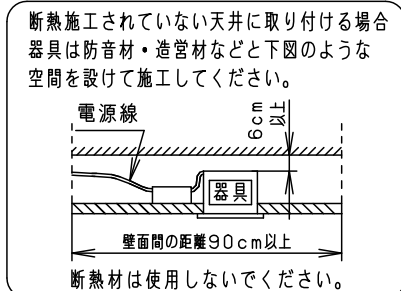 断熱施工されていない天井に取り付ける場合
器具は防音材・造営材などと下図のような
空間を設けて施工してください。
電源線
6cm
以上
器具
壁面間の距離90cm以上
断熱材は使用しないでください。